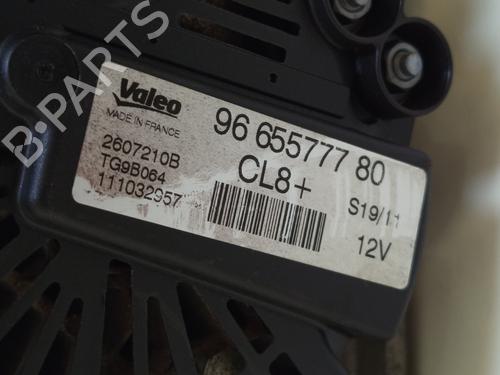 Valeo
MADE IN FRANCE
96 655777 80
2607210B
TG9B064
111032957
CL8+
S19/11
12V
B-PARTS